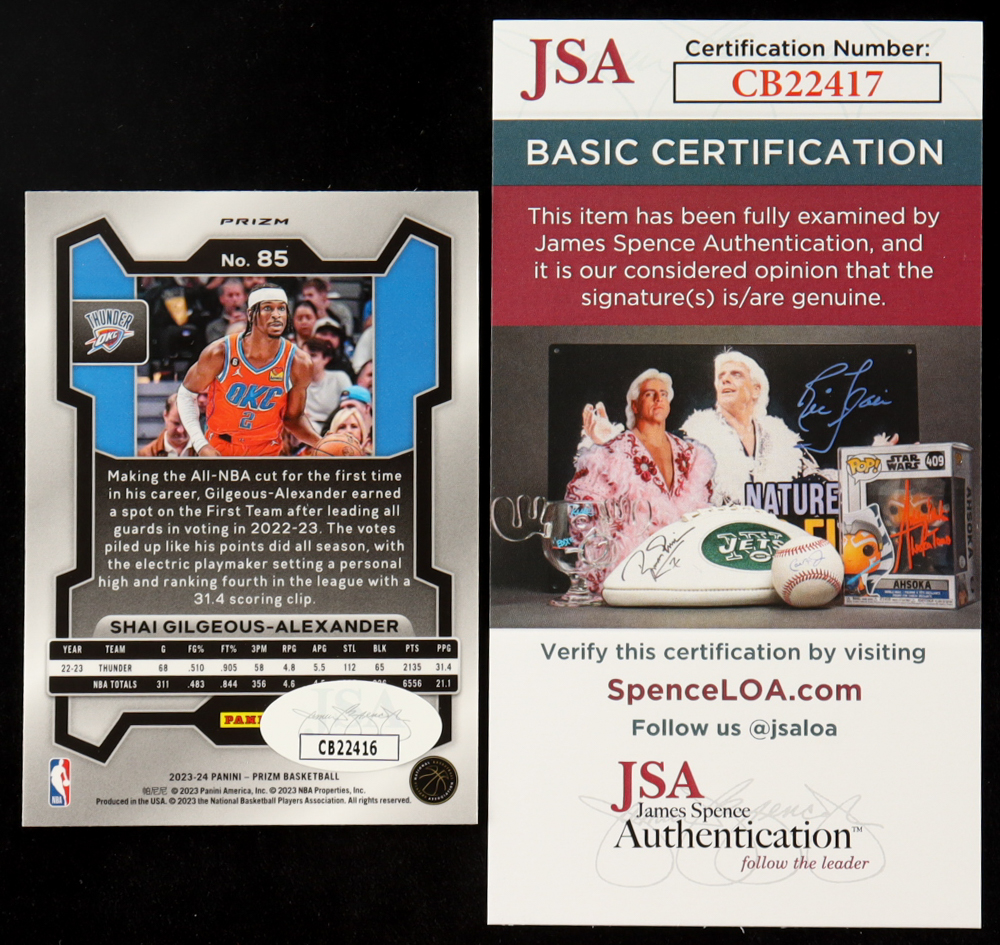 PRIZM
No. 85
THUNDER
OKC
OKC
2
Making the All-NBA cut for the first time
in his career, Gilgeous-Alexander earned
a spot on the First Team after leading all
guards in voting in 2022-23. The votes
piled up like his points did all season, with
the electric playmaker setting a personal
high and ranking fourth in the league with a
31.4 scoring clip.
SHAI GILGEOUS-ALEXANDER
YEAR TEAM G FG% FT% 3PM RPG APG STL BLK PTS PPG
22-23 THUNDER 68 .510 .905 58 4.8 5.5 112 65 2135 31.4
NBA TOTALS 311 .483 .844 356 4.6 6556 21.1
CB22416
NBA
2023-24 PANINI – PRIZM BASKETBALL
帕尼尼 © 2023 Panini America, Inc. © 2023 NBA Properties, Inc.
Produced in the USA. © 2023 the National Basketball Players Association. All rights reserved.
JSA
Certification Number:
CB22417
BASIC CERTIFICATION
This item has been fully examined by
James Spence Authentication, and
it is our considered opinion that the
signature(s) is/are genuine.
NATURE
JETS
POP!
STAR WARS
409
AHSOKA
AHSOKA
Verify this certification by visiting
SpenceLOA.com
Follow us @jsaloa
JSA
James Spence
Authentication™
follow the leader